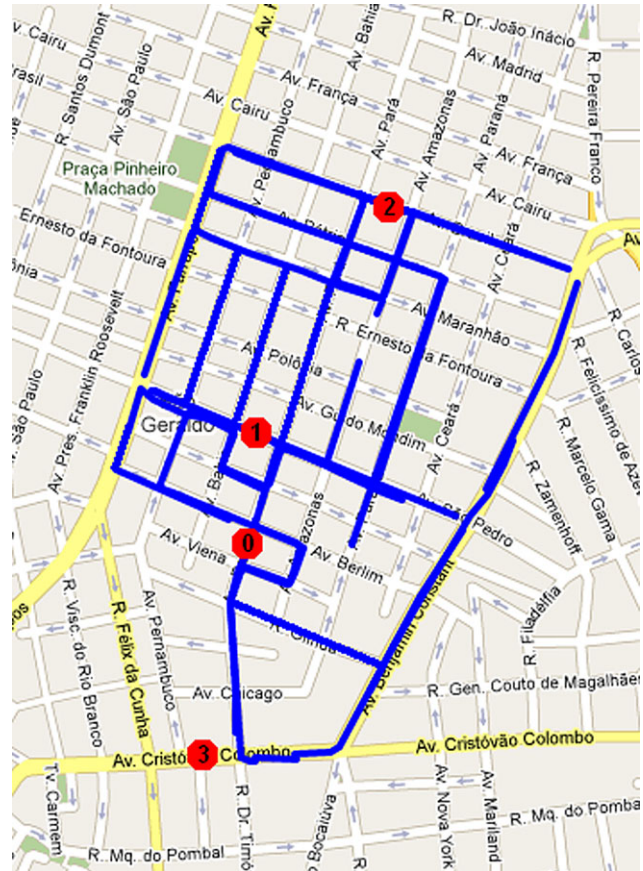 R. Dr. João Inácio
Av. Bahia
Av. Cairu
R. Santos Dumont
Av. São Paulo
Av. Madrid
Av. França
Av. Pará
Av. Amazonas
Av. Paraná
R. Pereira Franco
Av. Cairu
Av. Pernambuco
Praça Pinheiro
Machado
Av. França
2
Av. Cairu
Av. Ceará
Ernesto da Fontoura
Av. Maranhão
R. Ernesto da Fontoura
Av. Polônia
Av. Pres. Franklin Roosevelt
São Paulo
R. Carlos
R. Felicíssimo de Aze
Av. Guido Mondim
1
Av. Ceará
R. Marcelo Gama
R. Zamenhoff
São Pedro
0
Av. Viena
Av. Berlim
R. Filadélfia
Av. Benjamin Constant
R. Visc. do Rio Branco
R. Félix da Cunha
Av. Pernambuco
Av. Chicago
R. Gen. Couto de Magalhães
3
Av. Cristóvão Colombo
Av. Cristóvão Colombo
Tv. Carmem
R. Dr. Timó
Bocaiúva
R.
Av. Nova York
Av. Mariland
R. Mq. do Pombal
R. Mq. do Pombal